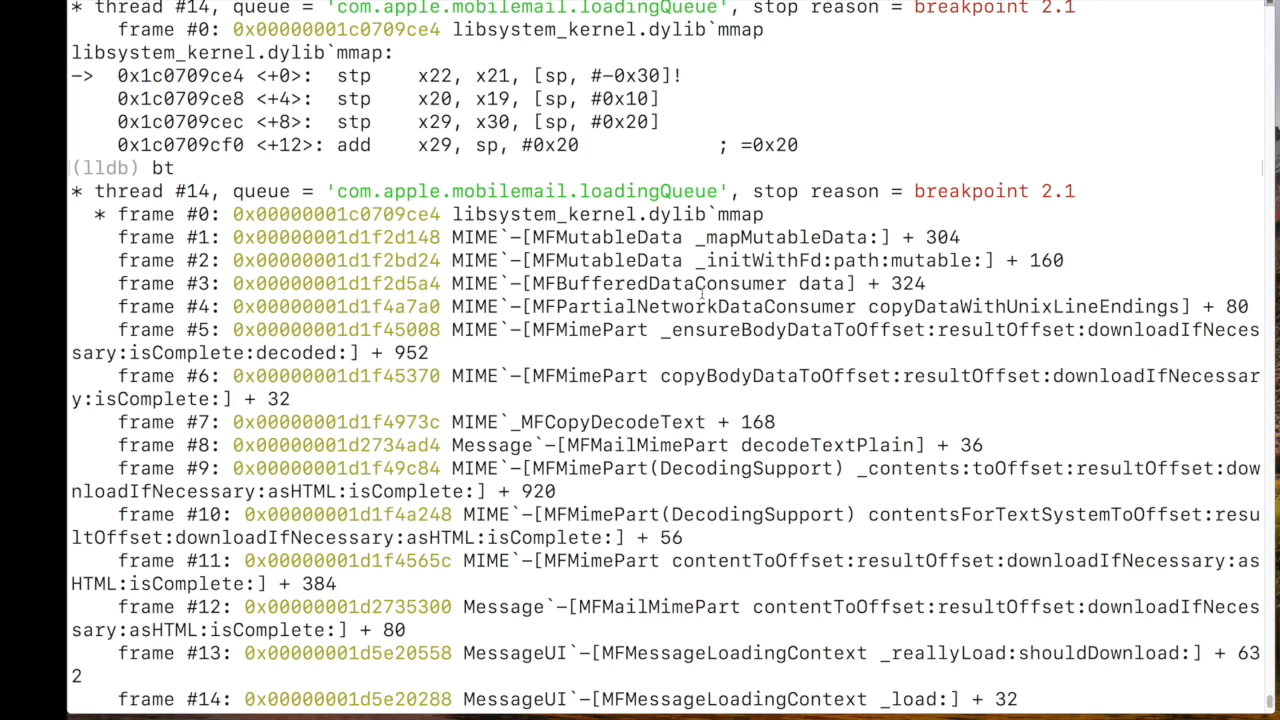 * thread #14, queue = 'com.apple.mobilemail.loadingQueue', stop reason = breakpoint 2.1
frame #0: 0x00000001c0709ce4 libsystem_kernel.dylib`mmap
libsystem_kernel.dylib`mmap:
-> 0x1c0709ce4 <+0>: stp x22, x21, [sp, #-0x30]!
0x1c0709ce8 <+4>: stp x20, x19, [sp, #0x10]
0x1c0709cec <+8>: stp x29, x30, [sp, #0x20]
0x1c0709cf0 <+12>: add x29, sp, #0x20 ; =0x20
(lldb) bt
* thread #14, queue = 'com.apple.mobilemail.loadingQueue', stop reason = breakpoint 2.1
* frame #0: 0x00000001c0709ce4 libsystem_kernel.dylib`mmap
frame #1: 0x00000001d1f2d148 MIME`-[MFMutableData _mapMutableData:] + 304
frame #2: 0x00000001d1f2bd24 MIME`-[MFMutableData _initWithFd:path:mutable:] + 160
frame #3: 0x00000001d1f2d5a4 MIME`-[MFBufferedDataConsumer data] + 324
frame #4: 0x00000001d1f4a7a0 MIME`-[MFPartialNetworkDataConsumer copyDataWithUnixLineEndings] + 80
frame #5: 0x00000001d1f45008 MIME`-[MFMimePart _ensureBodyDataToOffset:resultOffset:downloadIfNeces
sary:isComplete:decoded:] + 952
frame #6: 0x00000001d1f45370 MIME`-[MFMimePart copyBodyDataToOffset:resultOffset:downloadIfNecessar
y:isComplete:] + 32
frame #7: 0x00000001d1f4973c MIME`_MFCopyDecodeText + 168
frame #8: 0x00000001d2734ad4 Message`-[MFMailMimePart decodeTextPlain] + 36
frame #9: 0x00000001d1f49c84 MIME`-[MFMimePart(DecodingSupport) _contents:toOffset:resultOffset:dow
nloadIfNecessary:asHTML:isComplete:] + 920
frame #10: 0x00000001d1f4a248 MIME`-[MFMimePart(DecodingSupport) contentsForTextSystemToOffset:resu
ltOffset:downloadIfNecessary:asHTML:isComplete:] + 56
frame #11: 0x00000001d1f4565c MIME`-[MFMimePart contentToOffset:resultOffset:downloadIfNecessary:as
HTML:isComplete:] + 384
frame #12: 0x00000001d2735300 Message`-[MFMailMimePart contentToOffset:resultOffset:downloadIfNeces
sary:asHTML:isComplete:] + 80
frame #13: 0x00000001d5e20558 MessageUI`-[MFMessageLoadingContext _reallyLoad:shouldDownload:] + 63
2
frame #14: 0x00000001d5e20288 MessageUI`-[MFMessageLoadingContext _load:] + 32